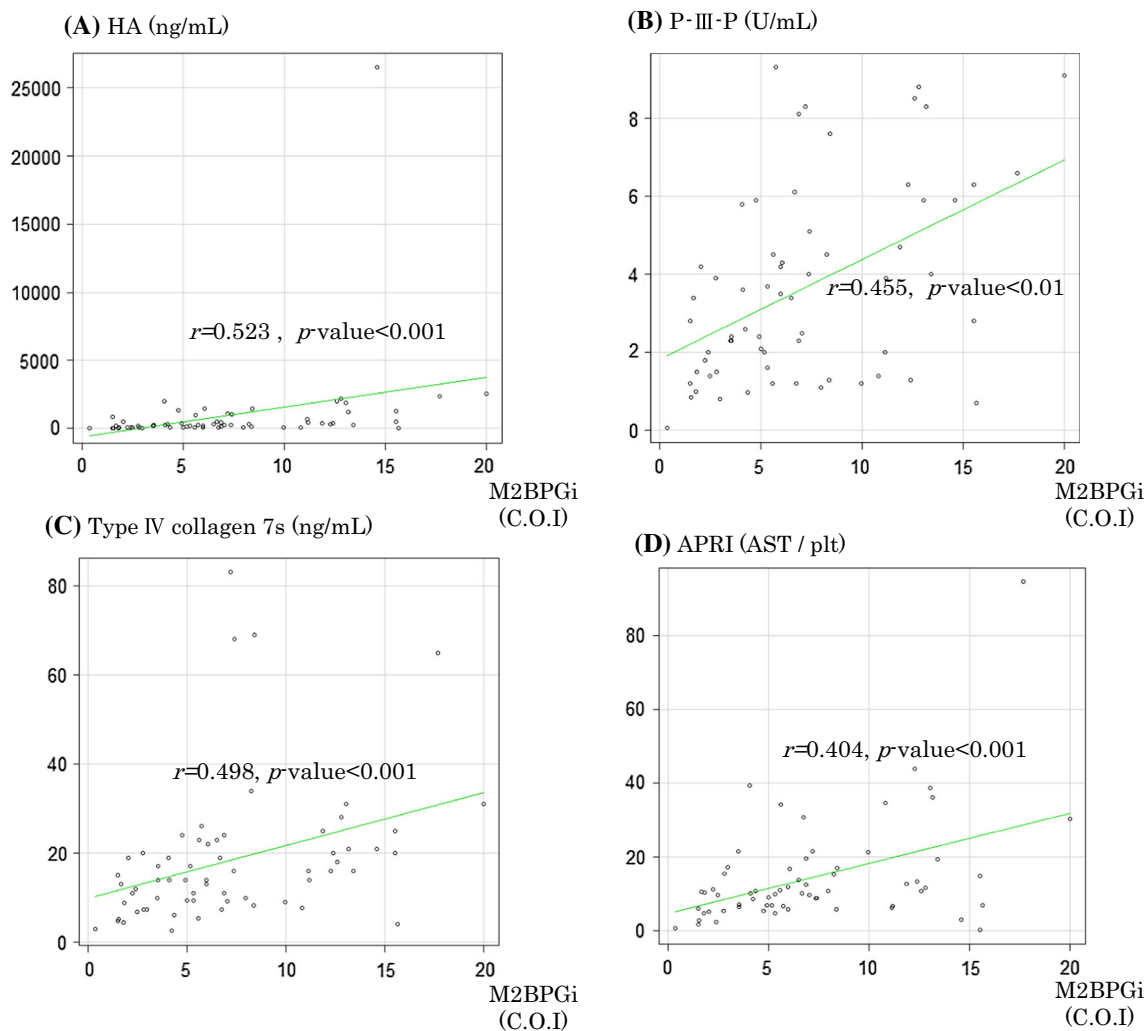 (A) HA (ng/mL)
25000
20000
15000
10000
5000
0
r=0.523 , p-value<0.001
0 5 10 15 20
M2BPGi
(C.O.I)
(B) P-Ⅲ-P (U/mL)
8
6
4
2
0
r=0.455, p-value<0.01
0 5 10 15 20
M2BPGi
(C.O.I)
(C) Type Ⅳ collagen 7s (ng/mL)
80
60
40
20
0
r=0.498, p-value<0.001
0 5 10 15 20
M2BPGi
(C.O.I)
(D) APRI (AST / plt)
80
60
40
20
0
r=0.404, p-value<0.001
0 5 10 15 20
M2BPGi
(C.O.I)